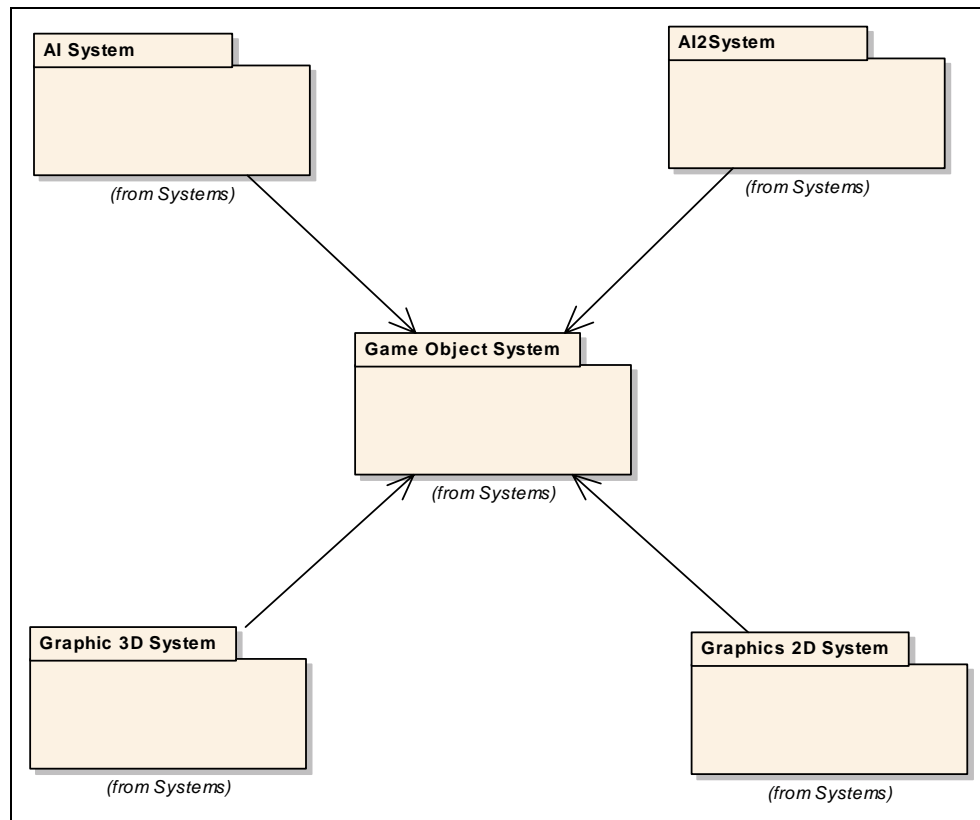 AI System
(from Systems)
AI2System
(from Systems)
Game Object System
(from Systems)
Graphic 3D System
(from Systems)
Graphics 2D System
(from Systems)